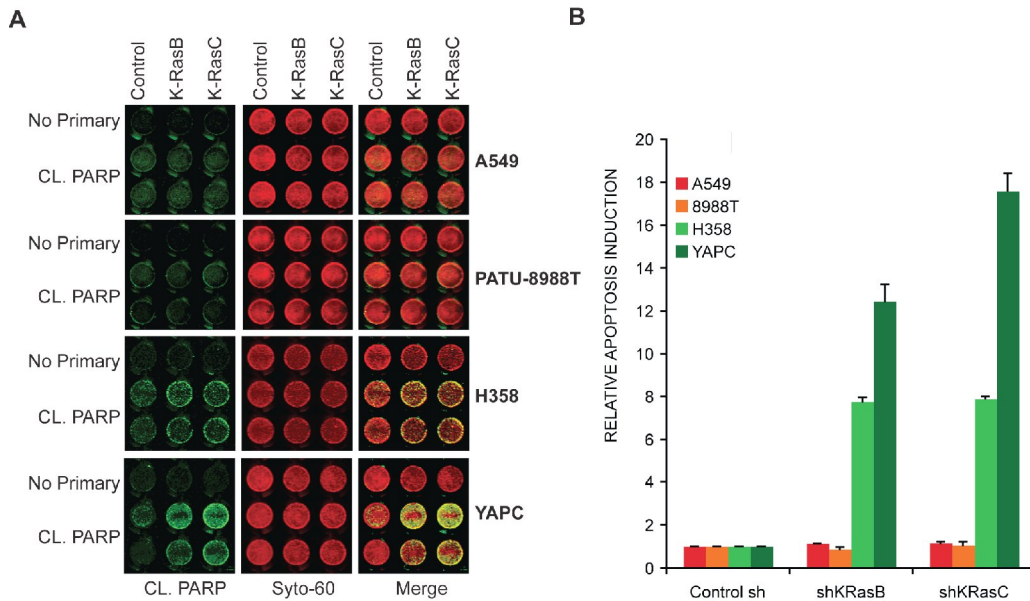 A
Control K-RasB K-RasC Control K-RasB K-RasC Control K-RasB K-RasC
No Primary
CL. PARP
A549
No Primary
CL. PARP
PATU-8988T
No Primary
CL. PARP
H358
No Primary
CL. PARP
YAPC
CL. PARP Syto-60 Merge
B
RELATIVE APOPTOSIS INDUCTION
20
18
16
14
12
10
8
6
4
2
0
A549
8988T
H358
YAPC
Control sh shKRasB shKRasC